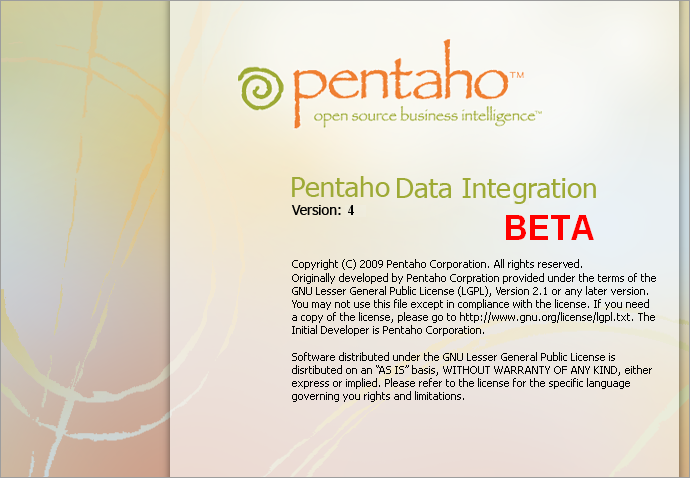 pentaho™
open source business intelligence™
Pentaho Data Integration
Version: 4
BETA
Copyright (C) 2009 Pentaho Corporation. All rights reserved.
Originally developed by Pentaho Corpration provided under the terms of the
GNU Lesser General Public License (LGPL), Version 2.1 or any later version.
You may not use this file except in compliance with the license. If you need
a copy of the license, please go to http://www.gnu.org/license/lgpl.txt. The
Initial Developer is Pentaho Corporation.
Software distributed under the GNU Lesser General Public License is
disrtibuted on an "AS IS" basis, WITHOUT WARRANTY OF ANY KIND, either
express or implied. Please refer to the license for the specific language
governing you rights and limitations.